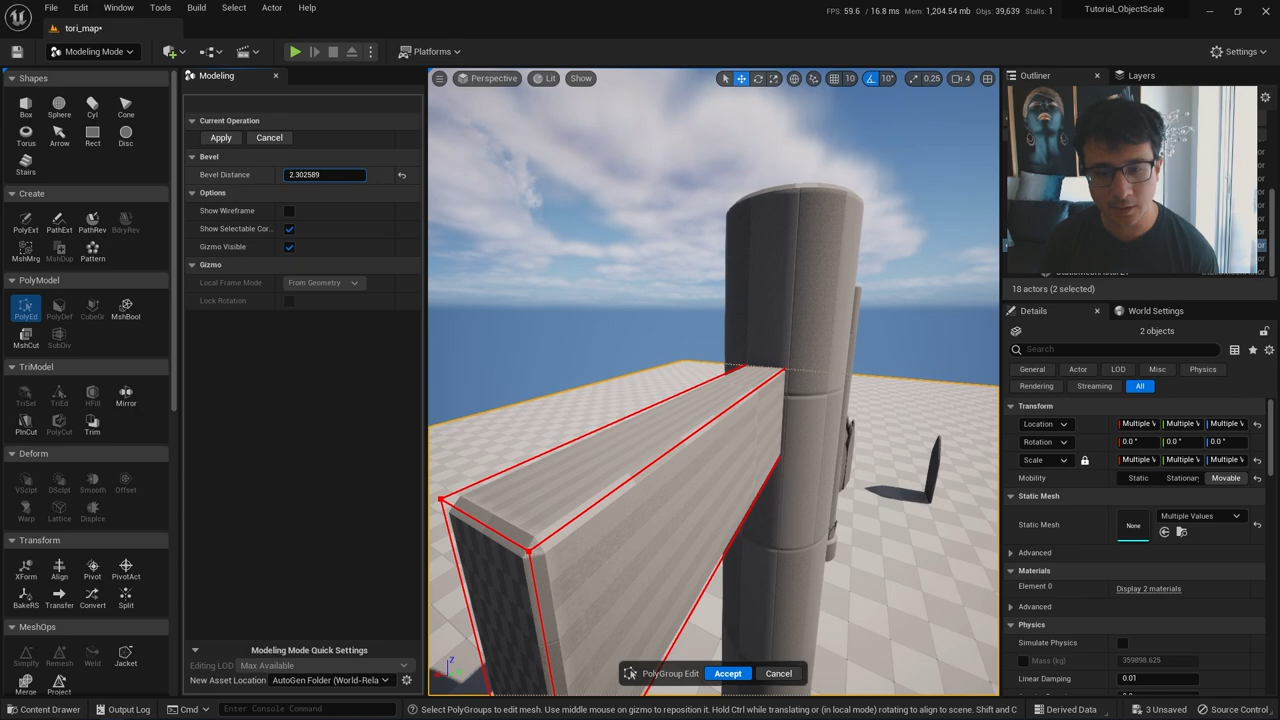 File Edit Window Tools Build Select Actor Help
FPS: 59.6 / 16.8 ms Mem: 1,204.54 mb Objs: 39,639 Stalls: 1
Tutorial_ObjectScale
tori_map*
Modeling Mode
Platforms
Settings
Shapes
Box Sphere Cyl Cone
Torus Arrow Rect Disc
Stairs
Create
PolyExt PathExt PathRev BdryRev
MshMrg MshDup Pattern
PolyModel
PolyEd PolyDef CubeGr MshBool
MshCut SubDiv
TriModel
TriSel TriEd HFill Mirror
PlnCut PolyCut Trim
Deform
VSclpt DSclpt Smooth Offset
Warp Lattice Displce
Transform
XForm Align Pivot PivotAct
BakeRS Transfer Convert Split
MeshOps
Simplfy Remesh Weld Jacket
Merge Project
Modeling
Current Operation
Apply Cancel
Bevel
Bevel Distance 2.302589
Options
Show Wireframe
Show Selectable Cor...
Gizmo Visible
Gizmo
Local Frame Mode From Geometry
Lock Rotation
Modeling Mode Quick Settings
Editing LOD Max Available
New Asset Location AutoGen Folder (World-Rela
Perspective Lit Show
10 10° 0.25 4
z
PolyGroup Edit Accept Cancel
Outliner Layers
18 actors (2 selected)
Details World Settings
2 objects
Search
General Actor LOD Misc Physics
Rendering Streaming All
Transform
Location Multiple V Multiple V Multiple V
Rotation 0.0 ° 0.0 ° 0.0 °
Scale Multiple V Multiple V Multiple V
Mobility Static Stationary Movable
Static Mesh
Static Mesh None Multiple Values
Advanced
Materials
Element 0 Display 2 materials
Advanced
Physics
Simulate Physics
Mass (kg) 359898.625
Linear Damping 0.01
Content Drawer Output Log Cmd Enter Console Command
Select PolyGroups to edit mesh. Use middle mouse on gizmo to reposition it. Hold Ctrl while translating or (in local mode) rotating to align to scene. Shift and C
Derived Data 3 Unsaved Source Control